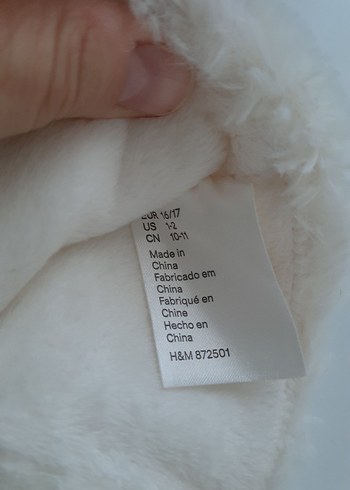 EUR 16/17
US 1-2
CN 10-11
Made in
China
Fabricado em
China
Fabriqué en
Chine
Hecho en
China
H&M 872501